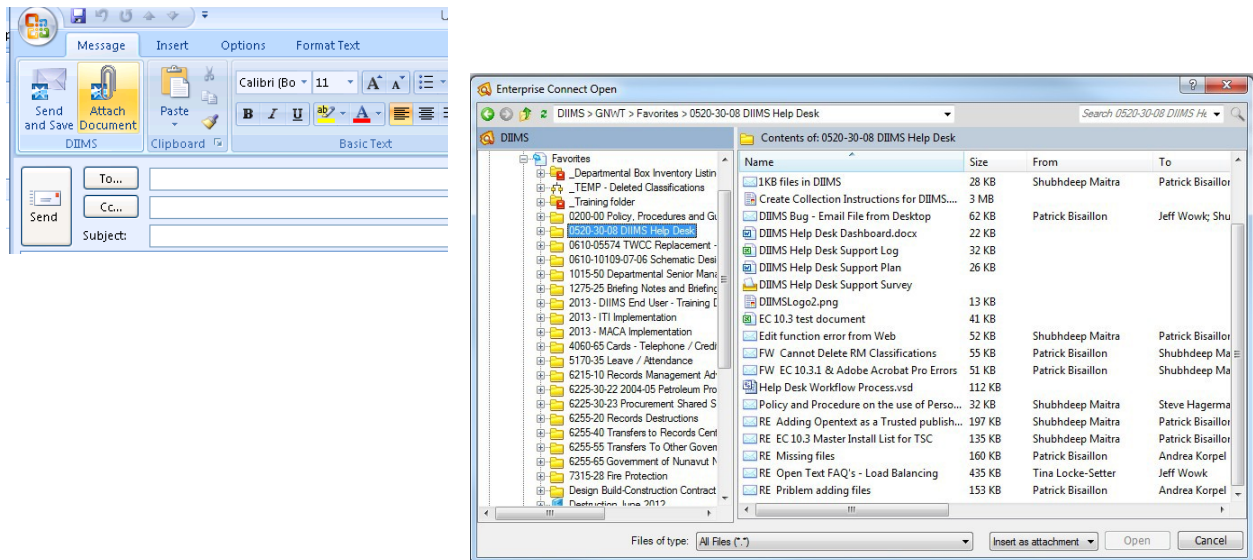 Message Insert Options Format Text
Send and Save
Attach Document
DIIMS
Paste
Clipboard
Calibri (Bo 11
B I U
Basic Text
Send
To...
Cc...
Subject:
Enterprise Connect Open
DIIMS > GNWT > Favorites > 0520-30-08 DIIMS Help Desk
Search 0520-30-08 DIIMS He
DIIMS
Favorites
_Departmental Box Inventory Listin
_TEMP - Deleted Classifications
_Training folder
0200-00 Policy, Procedures and Gu
0520-30-08 DIIMS Help Desk
0610-05574 TWCC Replacement -
0610-10109-07-06 Schematic Desi
1015-50 Departmental Senior Mana
1275-25 Briefing Notes and Briefing
2013 - DIIMS End User - Training D
2013 - ITI Implementation
2013 - MACA Implementation
4060-65 Cards - Telephone / Credi
5170-35 Leave / Attendance
6215-10 Records Management Ad
6225-30-22 2004-05 Petroleum Pro
6225-30-23 Procurement Shared S
6255-20 Records Destructions
6255-40 Transfers to Records Cent
6255-55 Transfers To Other Govern
6255-65 Government of Nunavut N
7315-28 Fire Protection
Design Build-Construction Contract
Destruction June 2012
Contents of: 0520-30-08 DIIMS Help Desk
Name Size From To
1KB files in DIIMS 28 KB Shubhdeep Maitra Patrick Bisaillor
Create Collection Instructions for DIIMS.... 3 MB
DIIMS Bug - Email File from Desktop 62 KB Patrick Bisaillon Jeff Wowk; Shu
DIIMS Help Desk Dashboard.docx 22 KB
DIIMS Help Desk Support Log 32 KB
DIIMS Help Desk Support Plan 26 KB
DIIMS Help Desk Support Survey
DIIMSLogo2.png 13 KB
EC 10.3 test document 41 KB
Edit function error from Web 52 KB Shubhdeep Maitra Patrick Bisaillor
FW Cannot Delete RM Classifications 55 KB Patrick Bisaillon Shubhdeep Ma
FW EC 10.3.1 & Adobe Acrobat Pro Errors 51 KB Patrick Bisaillon Shubhdeep Ma
Help Desk Workflow Process.vsd 112 KB
Policy and Procedure on the use of Perso... 32 KB Shubhdeep Maitra Steve Hagerma
RE Adding Opentext as a Trusted publish... 197 KB Shubhdeep Maitra Patrick Bisaillor
RE EC 10.3 Master Install List for TSC 135 KB Shubhdeep Maitra Patrick Bisaillor
RE Missing files 160 KB Patrick Bisaillon Andrea Korpel
RE Open Text FAQ's - Load Balancing 435 KB Tina Locke-Setter Jeff Wowk
RE Priblem adding files 153 KB Patrick Bisaillon Andrea Korpel
Files of type: All Files (*.*) Insert as attachment Open Cancel